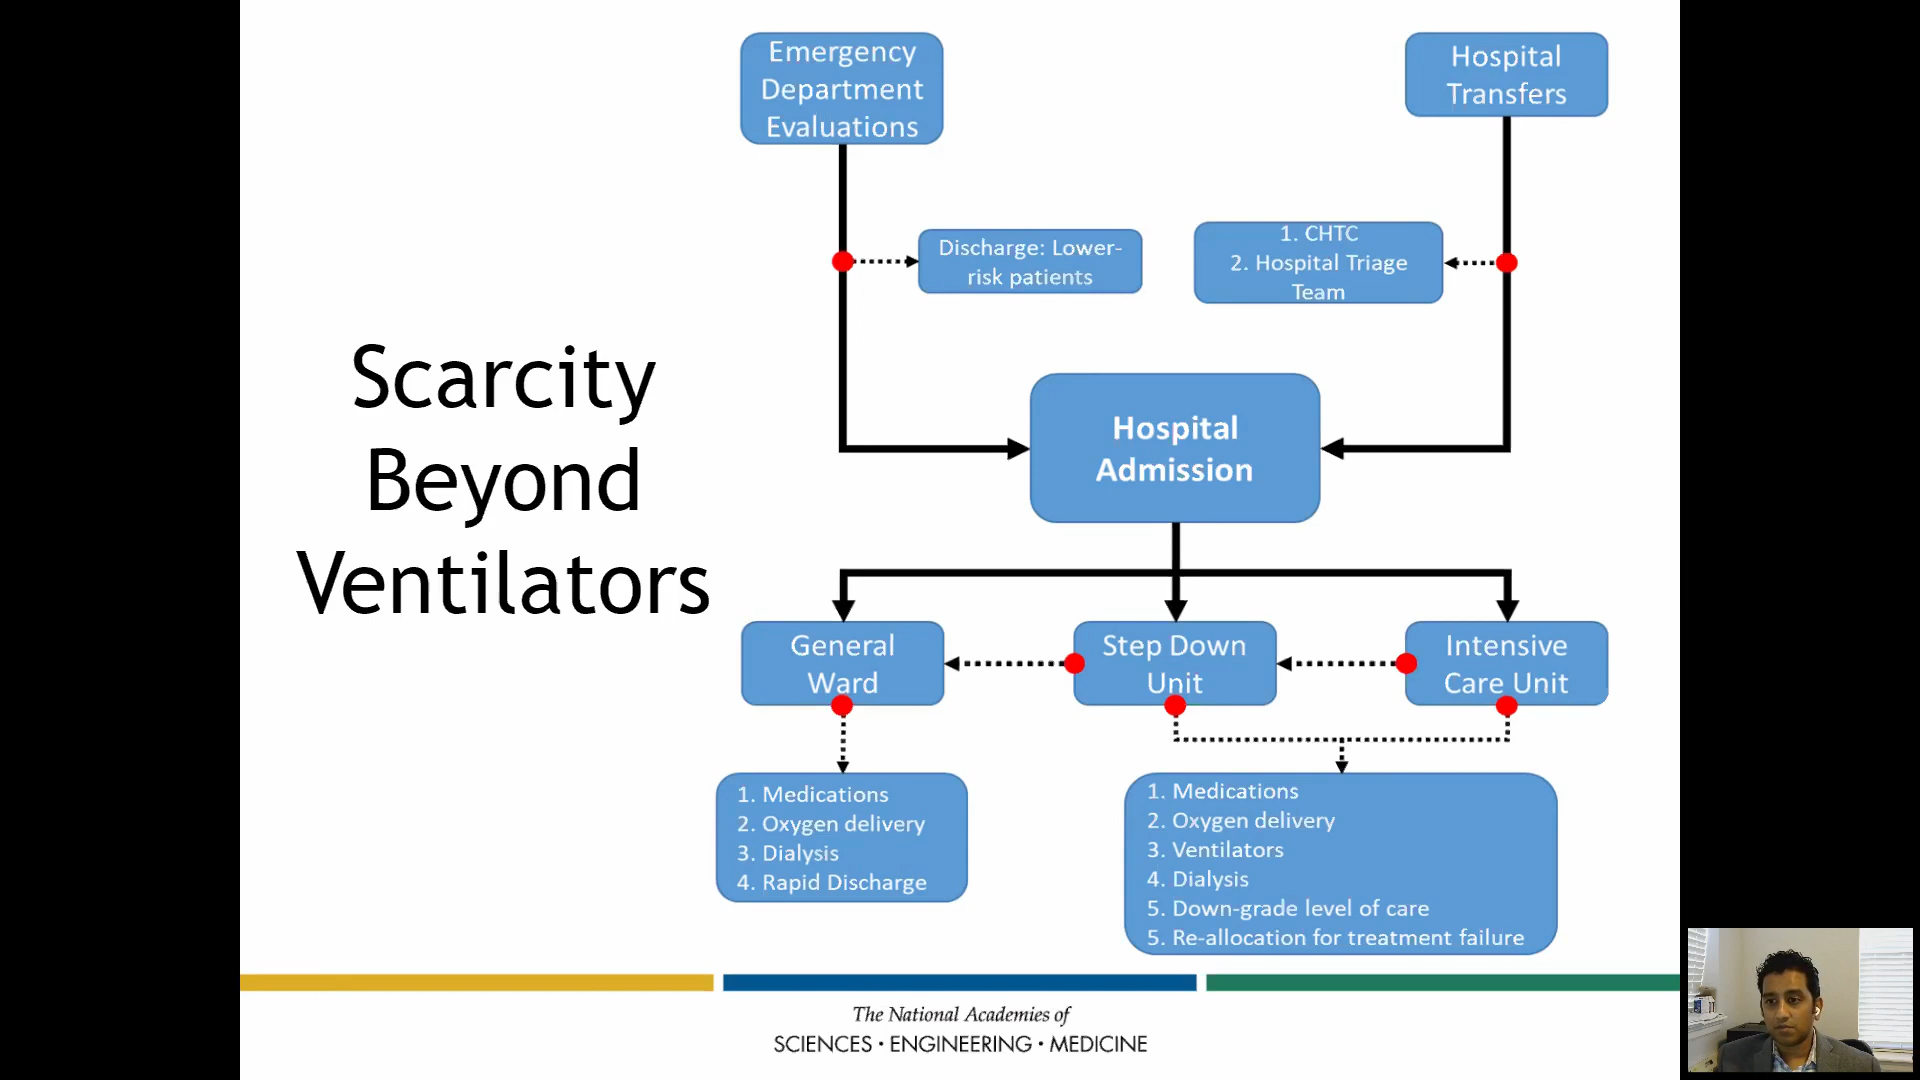 Emergency
Department
Evaluations
Hospital
Transfers
Discharge: Lower-
risk patients
1. CHTC
2. Hospital Triage
Team
Scarcity
Beyond
Ventilators
Hospital
Admission
General
Ward
Step Down
Unit
Intensive
Care Unit
1. Medications
2. Oxygen delivery
3. Dialysis
4. Rapid Discharge
1. Medications
2. Oxygen delivery
3. Ventilators
4. Dialysis
5. Down-grade level of care
5. Re-allocation for treatment failure
The National Academies of
SCIENCES • ENGINEERING • MEDICINE